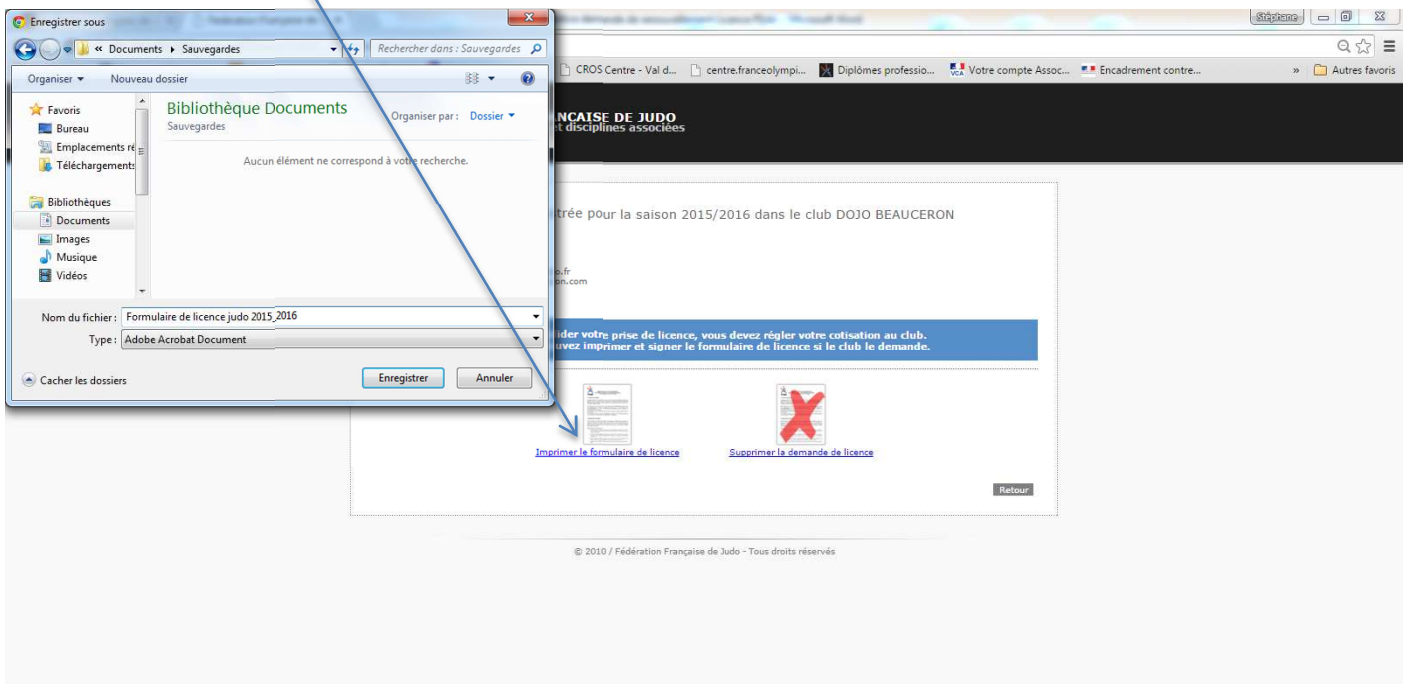 Enregistrer sous
Stéphane
« Documents ▸ Sauvegardes
Rechercher dans : Sauvegardes
Organiser
Nouveau dossier
Favoris
Bureau
Emplacements ré
Téléchargements
Bibliothèques
Documents
Images
Musique
Vidéos
Bibliothèque Documents
Sauvegardes
Organiser par : Dossier
Aucun élément ne correspond à votre recherche.
Nom du fichier : Formulaire de licence judo 2015_2016
Type : Adobe Acrobat Document
Cacher les dossiers
Enregistrer
Annuler
CROS Centre - Val d...
centre.franceolympi...
Diplômes professio...
Votre compte Assoc...
Encadrement contre...
»
Autres favoris
NCAISE DE JUDO
et disciplines associées
trée pour la saison 2015/2016 dans le club DOJO BEAUCERON
o.fr
on.com
ider votre prise de licence, vous devez régler votre cotisation au club.
uvez imprimer et signer le formulaire de licence si le club le demande.
Imprimer le formulaire de licence
Supprimer la demande de licence
Retour
© 2010 / Fédération Française de Judo - Tous droits réservés